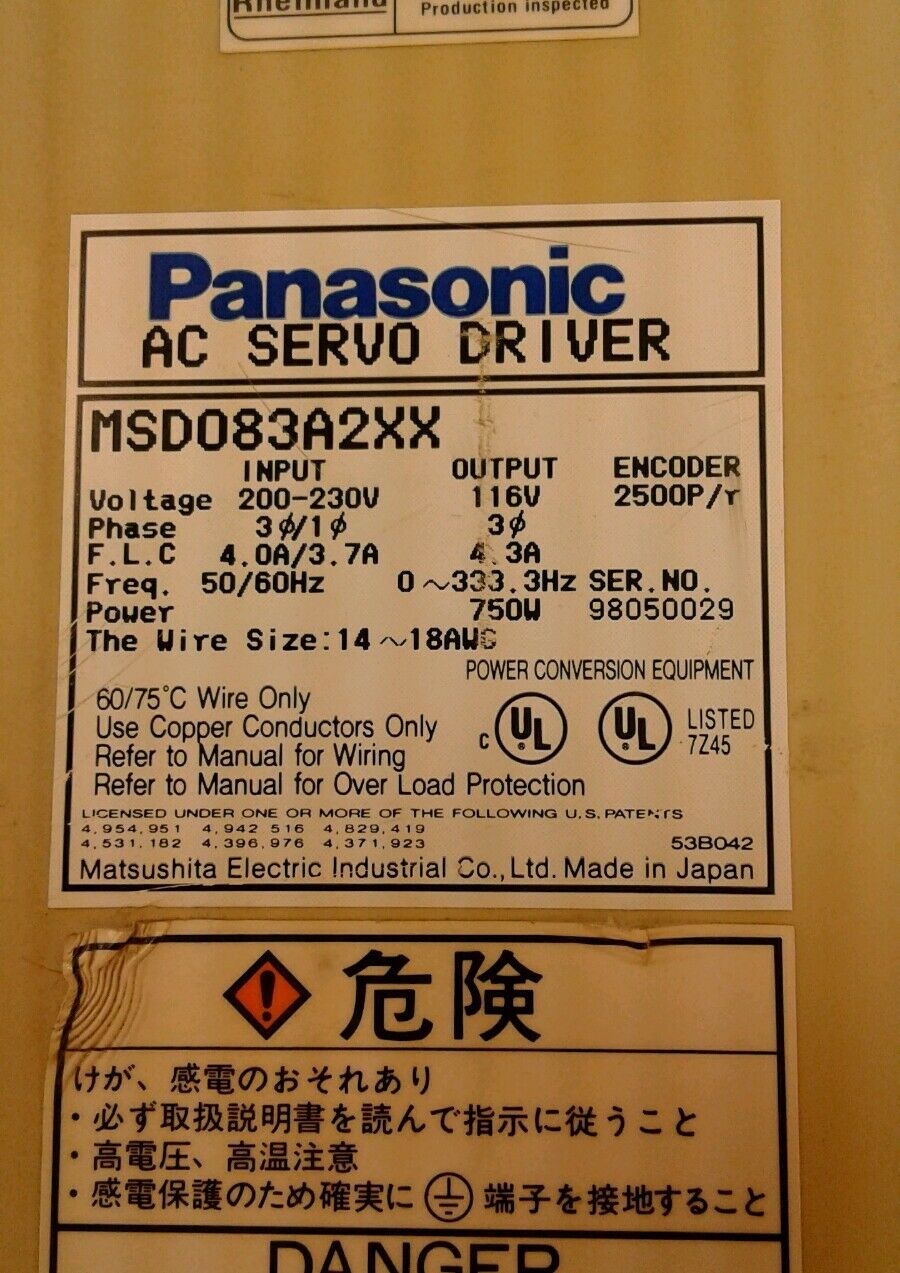 Rheinland
Production inspected
Panasonic
AC SERVO DRIVER
MSD083A2XX
INPUT OUTPUT ENCODER
Voltage 200-230V 116V 2500P/r
Phase 3ϕ/1ϕ 3ϕ
F.L.C 4.0A/3.7A 4.3A
Freq. 50/60Hz 0~333.3Hz SER.NO.
Power 750W 98050029
The Wire Size:14~18AWG
POWER CONVERSION EQUIPMENT
60/75°C Wire Only
Use Copper Conductors Only
Refer to Manual for Wiring
Refer to Manual for Over Load Protection
c UL ® UL ® LISTED
7Z45
LICENSED UNDER ONE OR MORE OF THE FOLLOWING U.S. PATENTS
4,954,951 4,942 516 4,829,419
4,531,182 4,396,976 4,371,923 53B042
Matsushita Electric Industrial Co.,Ltd. Made in Japan
危険
けが、感電のおそれあり
・必ず取扱説明書を読んで指示に従うこと
・高電圧、高温注意
・感電保護のため確実に⏚端子を接地すること
DANGER